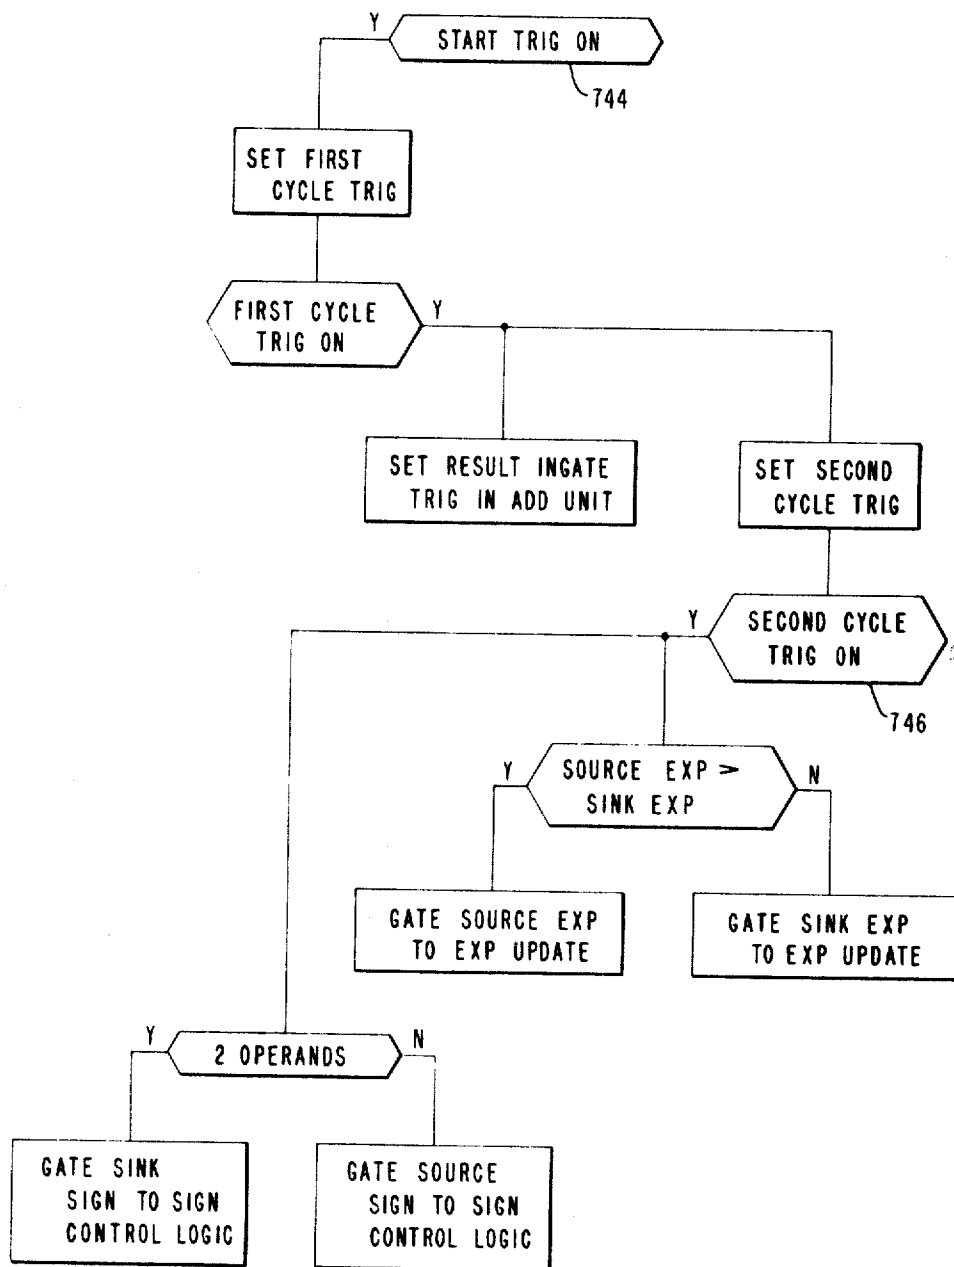 Y
START TRIG ON
744
SET FIRST
CYCLE TRIG
FIRST CYCLE
TRIG ON
Y
SET RESULT INGATE
TRIG IN ADD UNIT
SET SECOND
CYCLE TRIG
Y
SECOND CYCLE
TRIG ON
746
Y
SOURCE EXP >
SINK EXP
N
GATE SOURCE EXP
TO EXP UPDATE
GATE SINK EXP
TO EXP UPDATE
Y
2 OPERANDS
N
GATE SINK
SIGN TO SIGN
CONTROL LOGIC
GATE SOURCE
SIGN TO SIGN
CONTROL LOGIC